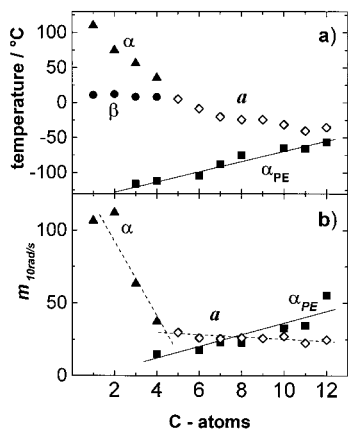 100
50
0
-50
-100
temperature / °C
α
β
a
α_PE
a)
100
50
0
m_10rad/s
α
a
α_PE
b)
0 2 4 6 8 10 12
C - atoms